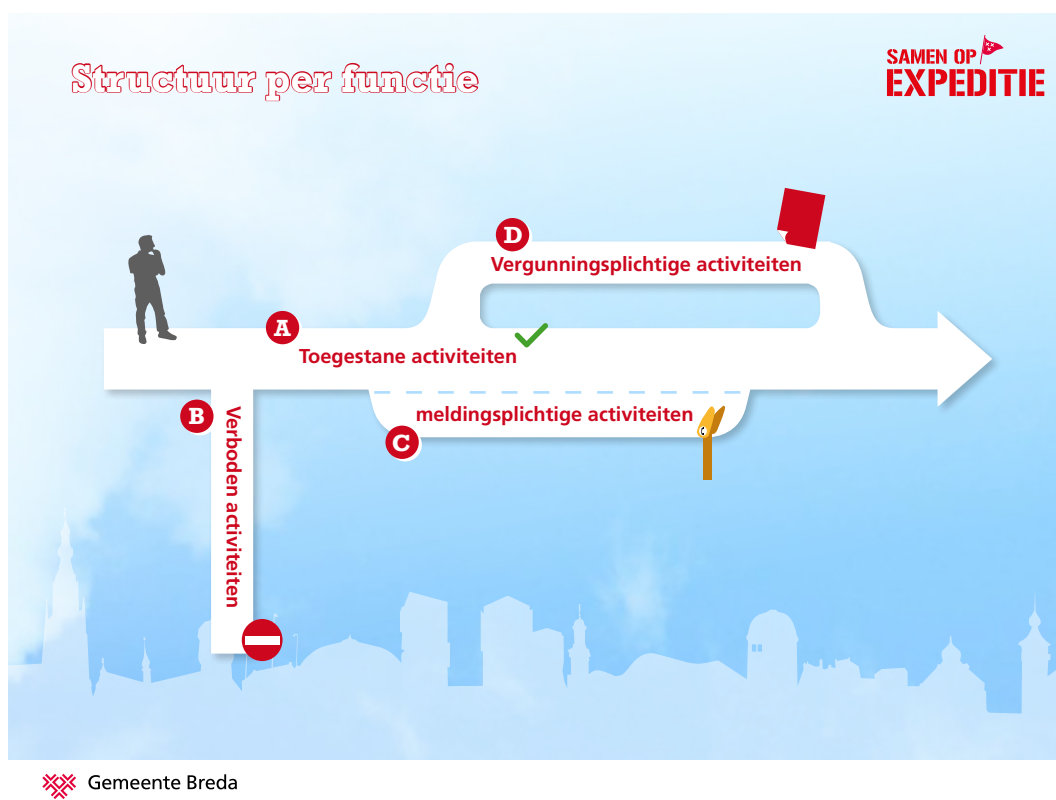 Structuur per functie
SAMEN OP
EXPEDITIE
D
Vergunningsplichtige activiteiten
A
Toegestane activiteiten
B
Verboden activiteiten
meldingsplichtige activiteiten
C
Gemeente Breda